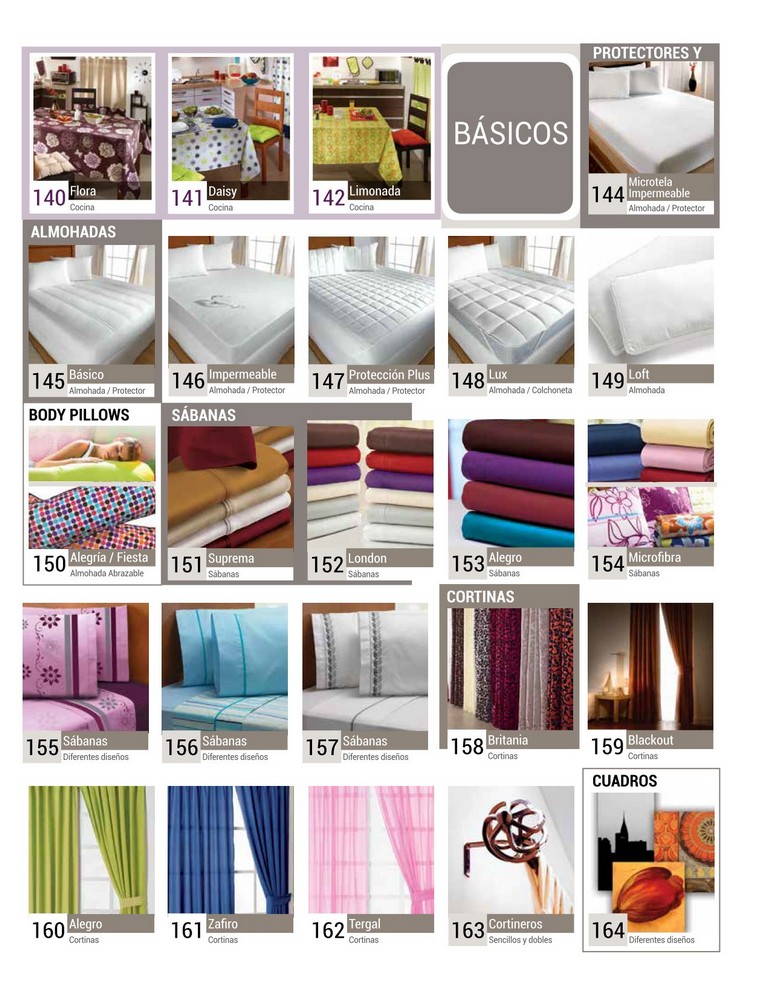 140 Flora
Cocina
141 Daisy
Cocina
142 Limonada
Cocina
BÁSICOS
PROTECTORES Y
144 Microtela
Impermeable
Almohada / Protector
ALMOHADAS
145 Básico
Almohada / Protector
146 Impermeable
Almohada / Protector
147 Protección Plus
Almohada / Protector
148 Lux
Almohada / Colchoneta
149 Loft
Almohada
BODY PILLOWS
150 Alegría / Fiesta
Almohada Abrazable
SÁBANAS
151 Suprema
Sábanas
152 London
Sábanas
153 Alegro
Sábanas
154 Microfibra
Sábanas
155 Sábanas
Diferentes diseños
156 Sábanas
Diferentes diseños
157 Sábanas
Diferentes diseños
CORTINAS
158 Britania
Cortinas
159 Blackout
Cortinas
160 Alegro
Cortinas
161 Zafiro
Cortinas
162 Tergal
Cortinas
163 Cortineros
Sencillos y dobles
CUADROS
164 Diferentes diseños